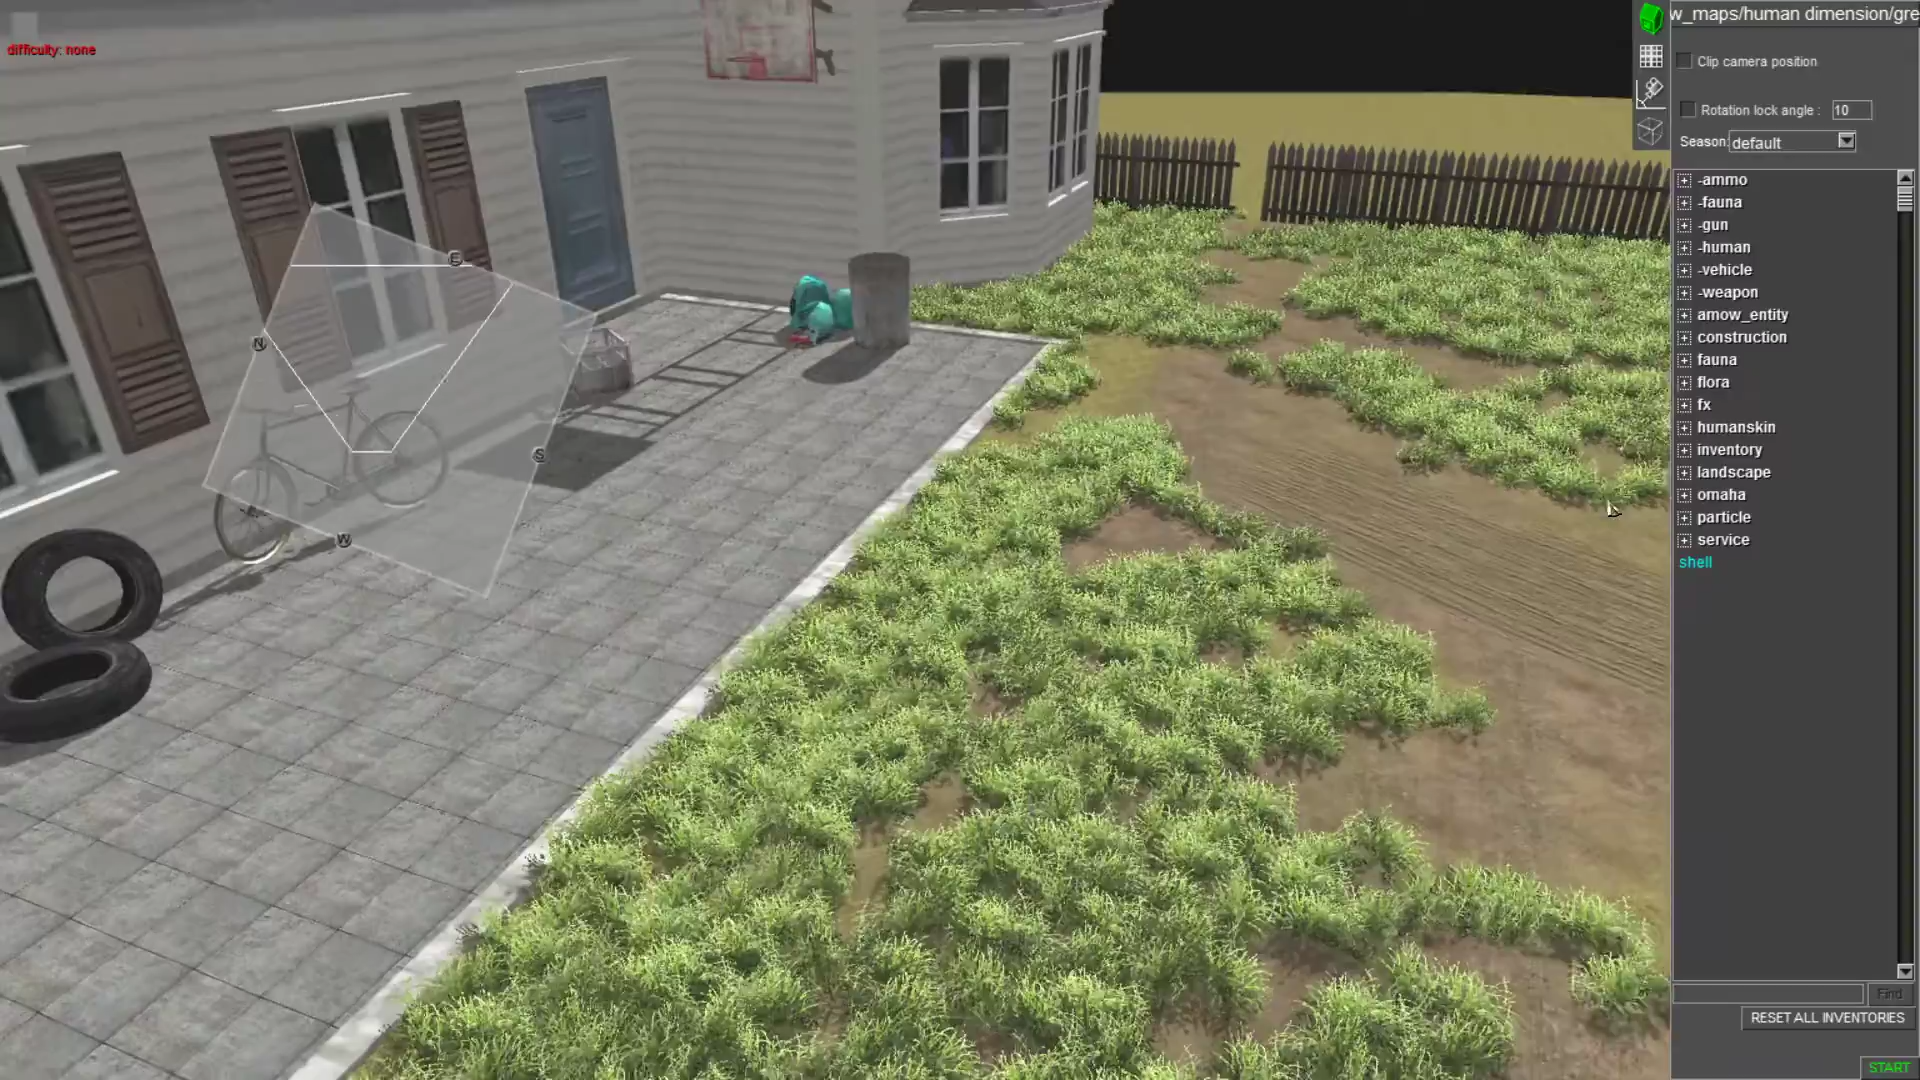 difficulty: none
E
N
S
W
w_maps/human dimension/gre
Clip camera position
Rotation lock angle : 10
Season: default
-ammo
-fauna
-gun
-human
-vehicle
-weapon
amow_entity
construction
fauna
flora
fx
humanskin
inventory
landscape
omaha
particle
service
shell
Find
RESET ALL INVENTORIES
START